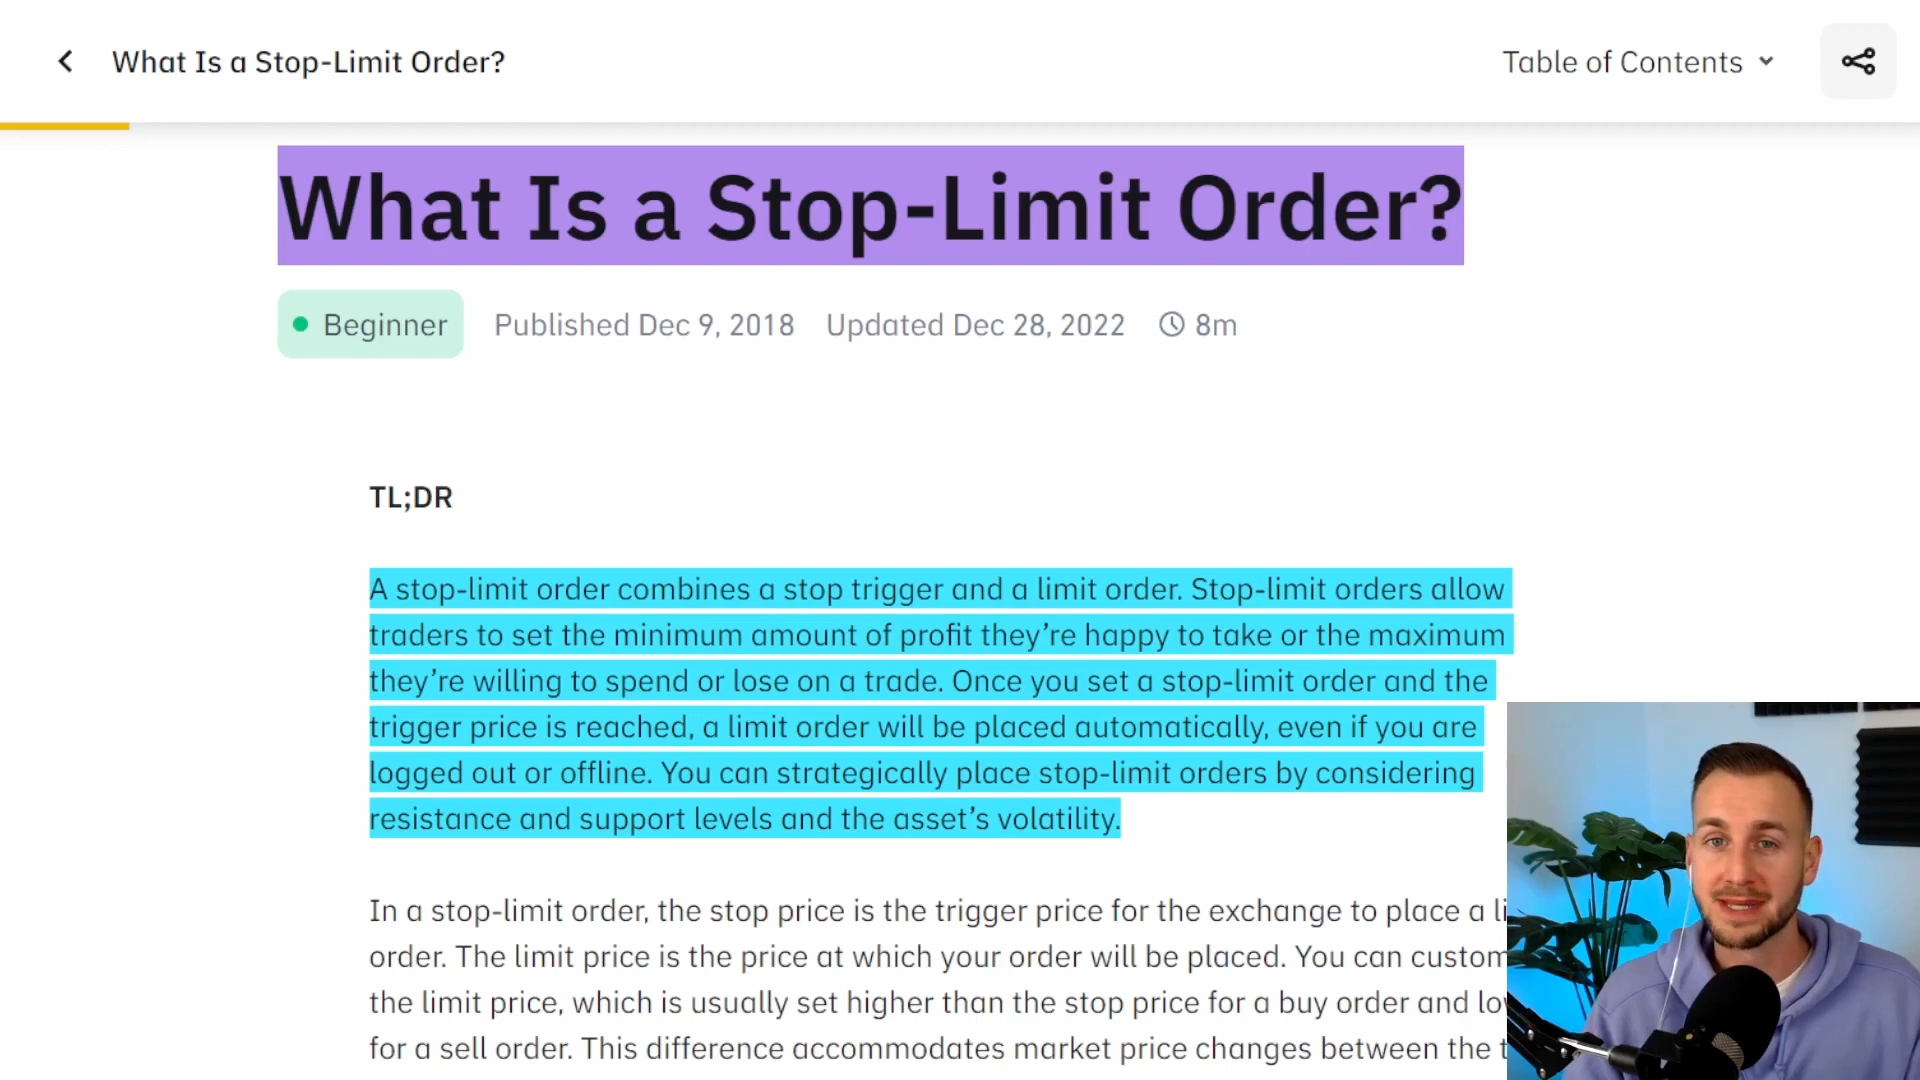 What Is a Stop-Limit Order?
Table of Contents
What Is a Stop-Limit Order?
Beginner Published Dec 9, 2018 Updated Dec 28, 2022 8m
TL;DR
A stop-limit order combines a stop trigger and a limit order. Stop-limit orders allow
traders to set the minimum amount of profit they’re happy to take or the maximum
they’re willing to spend or lose on a trade. Once you set a stop-limit order and the
trigger price is reached, a limit order will be placed automatically, even if you are
logged out or offline. You can strategically place stop-limit orders by considering
resistance and support levels and the asset’s volatility.
In a stop-limit order, the stop price is the trigger price for the exchange to place a
order. The limit price is the price at which your order will be placed. You can
the limit price, which is usually set higher than the stop price for a buy order and
for a sell order. This difference accommodates market price changes between the